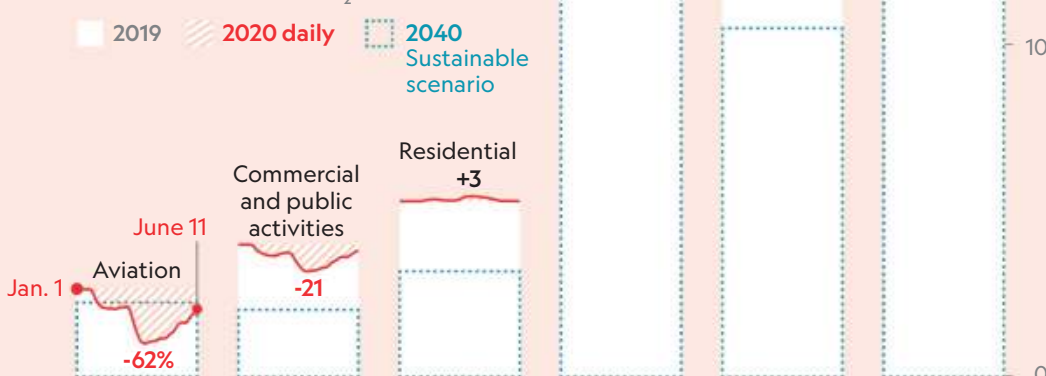 2
2019
2020 daily
2040
Sustainable
scenario
10
Residential
+3
Commercial
and public
activities
-21
June 11
Aviation
Jan. 1
-62%
0